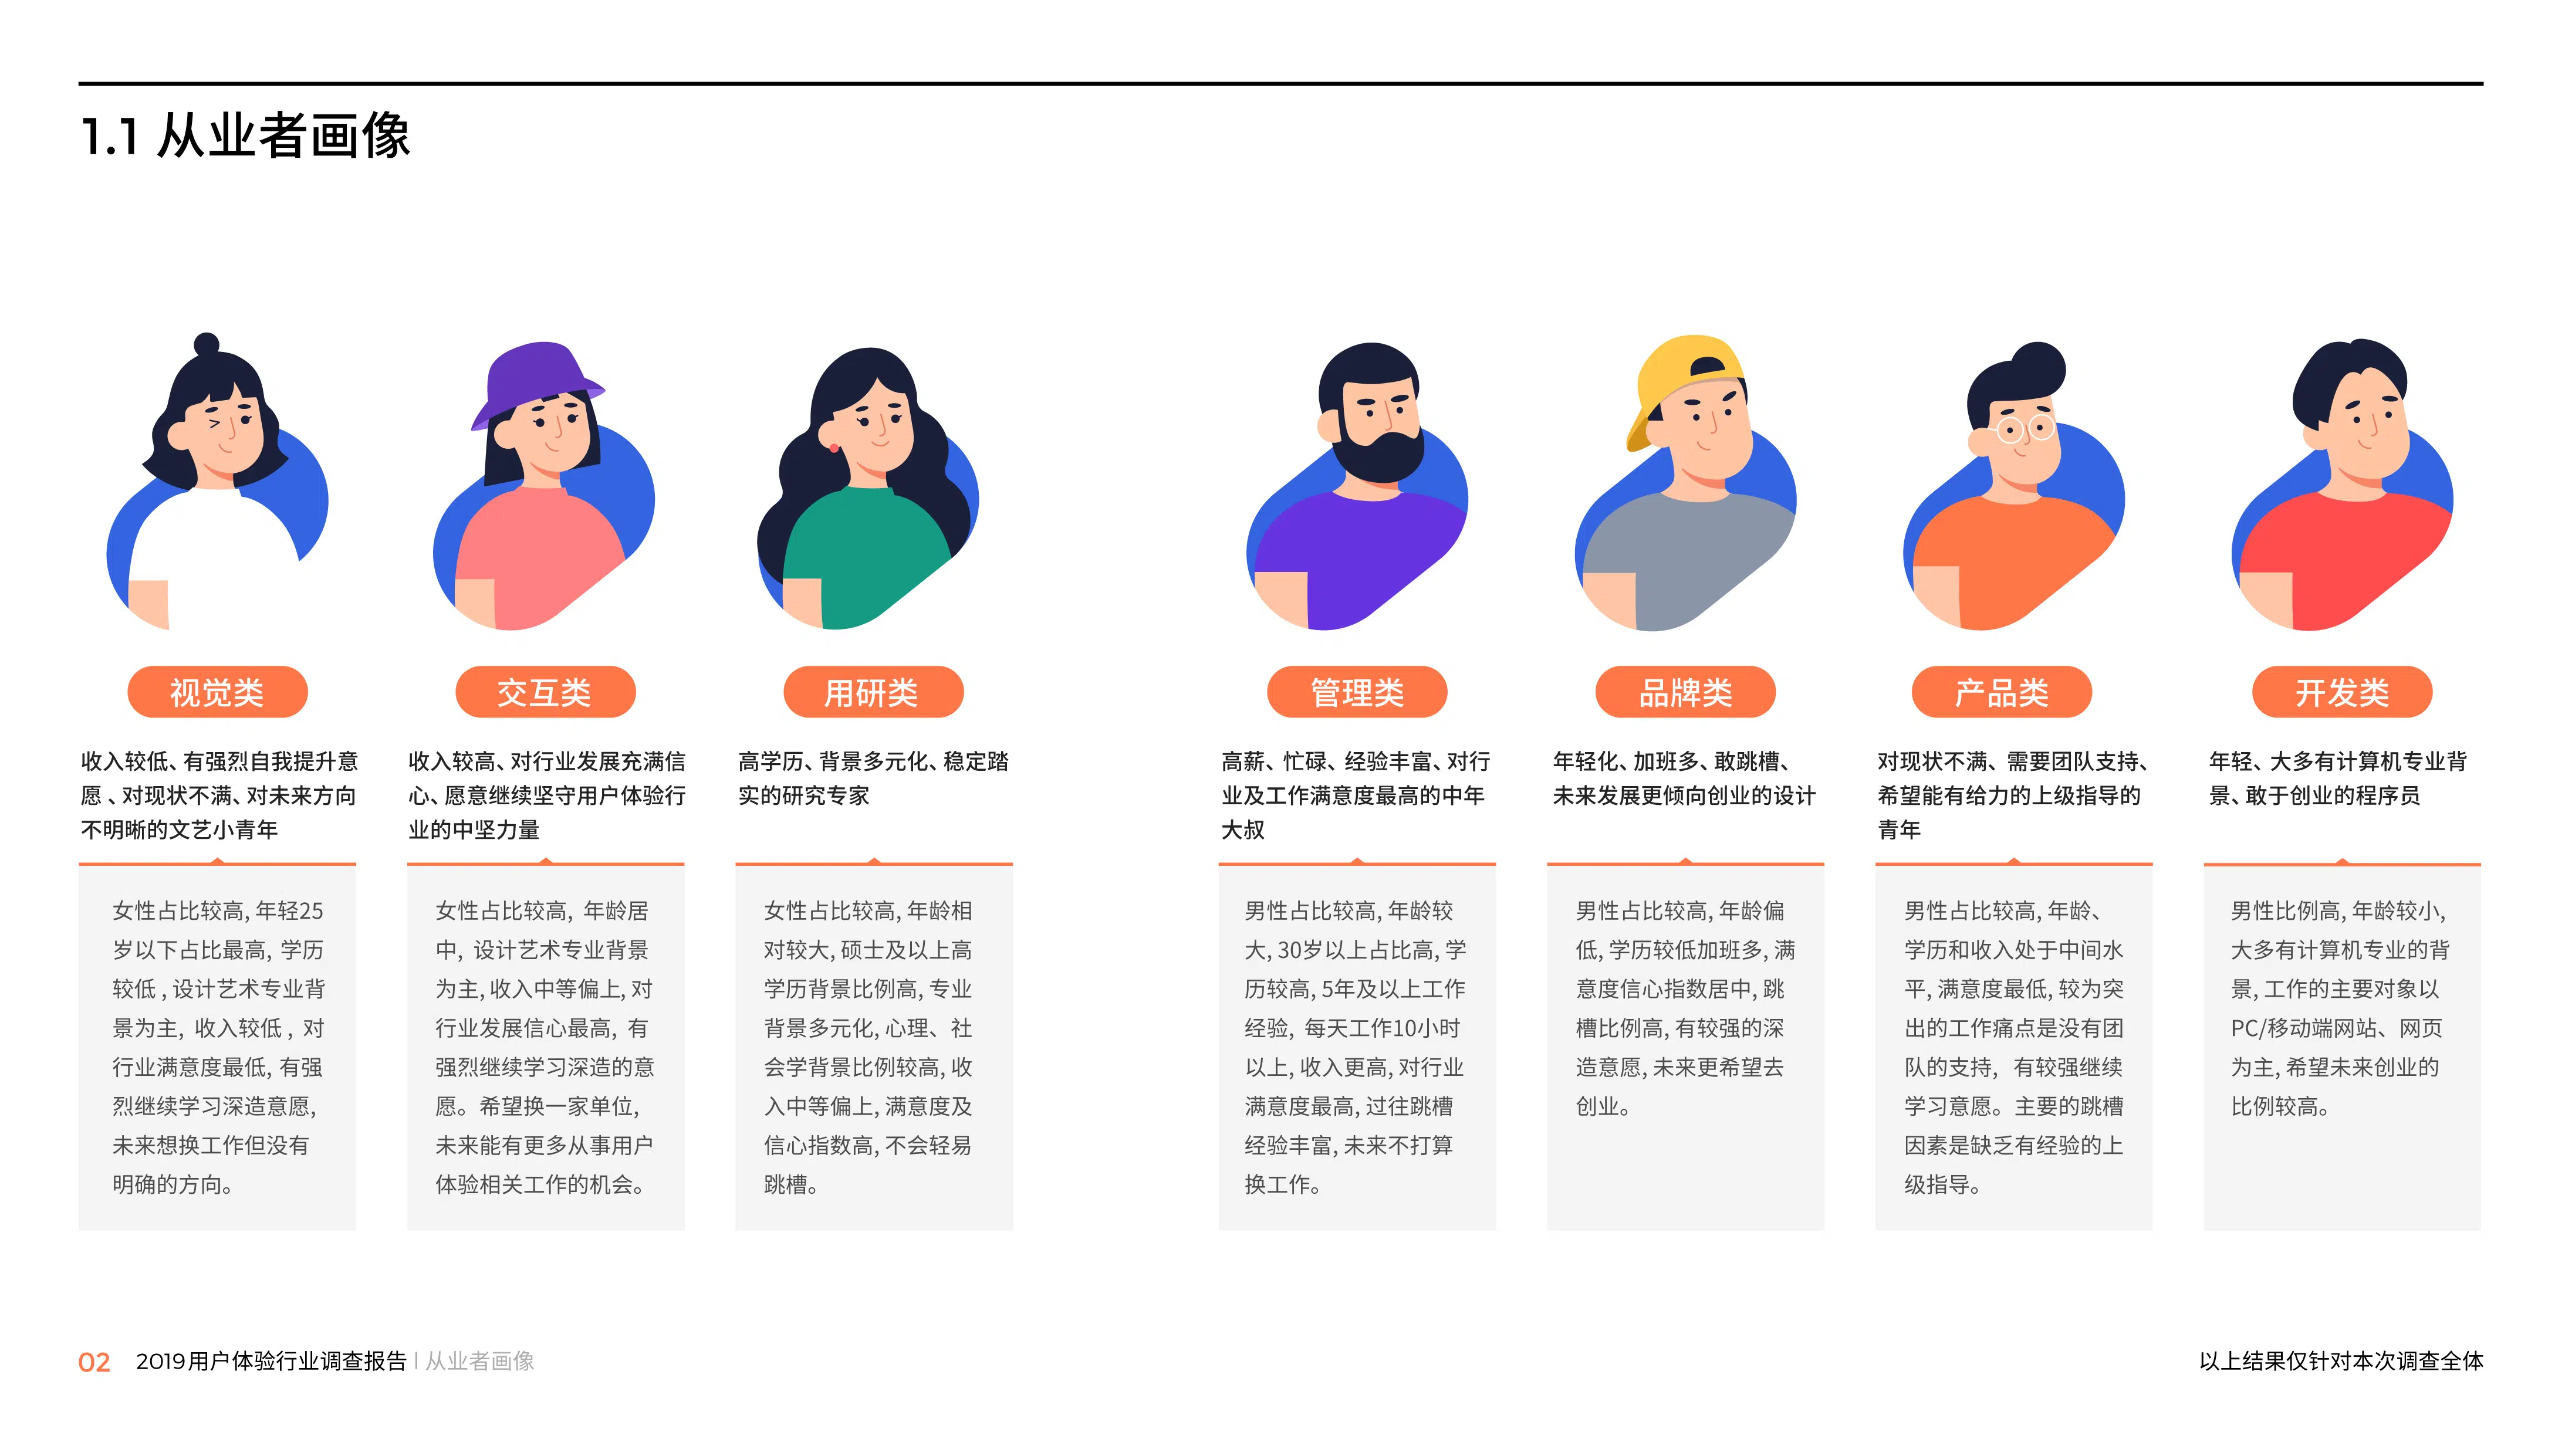 1.1 从业者画像
视觉类
收入较低、有强烈自我提升意
愿、对现状不满、对未来方向
不明晰的文艺小青年
女性占比较高, 年轻25
岁以下占比最高, 学历
较低 , 设计艺术专业背
景为主, 收入较低 , 对
行业满意度最低, 有强
烈继续学习深造意愿,
未来想换工作但没有
明确的方向。
交互类
收入较高、对行业发展充满信
心、愿意继续坚守用户体验行
业的中坚力量
女性占比较高, 年龄居
中, 设计艺术专业背景
为主, 收入中等偏上, 对
行业发展信心最高, 有
强烈继续学习深造的意
愿。希望换一家单位,
未来能有更多从事用户
体验相关工作的机会。
用研类
高学历、背景多元化、稳定踏
实的研究专家
女性占比较高, 年龄相
对较大, 硕士及以上高
学历背景比例高, 专业
背景多元化, 心理、社
会学背景比例较高, 收
入中等偏上, 满意度及
信心指数高, 不会轻易
跳槽。
管理类
高薪、忙碌、经验丰富、对行
业及工作满意度最高的中年
大叔
男性占比较高, 年龄较
大, 30岁以上占比高, 学
历较高, 5年及以上工作
经验, 每天工作10小时
以上, 收入更高, 对行业
满意度最高, 过往跳槽
经验丰富, 未来不打算
换工作。
品牌类
年轻化、加班多、敢跳槽、
未来发展更倾向创业的设计
男性占比较高, 年龄偏
低, 学历较低加班多, 满
意度信心指数居中, 跳
槽比例高, 有较强的深
造意愿, 未来更希望去
创业。
产品类
对现状不满、需要团队支持、
希望能有给力的上级指导的
青年
男性占比较高, 年龄、
学历和收入处于中间水
平, 满意度最低, 较为突
出的工作痛点是没有团
队的支持, 有较强继续
学习意愿。主要的跳槽
因素是缺乏有经验的上
级指导。
开发类
年轻、大多有计算机专业背
景、敢于创业的程序员
男性比例高, 年龄较小,
大多有计算机专业的背
景, 工作的主要对象以
PC/移动端网站、网页
为主, 希望未来创业的
比例较高。
02 2019用户体验行业调查报告 | 从业者画像
以上结果仅针对本次调查全体